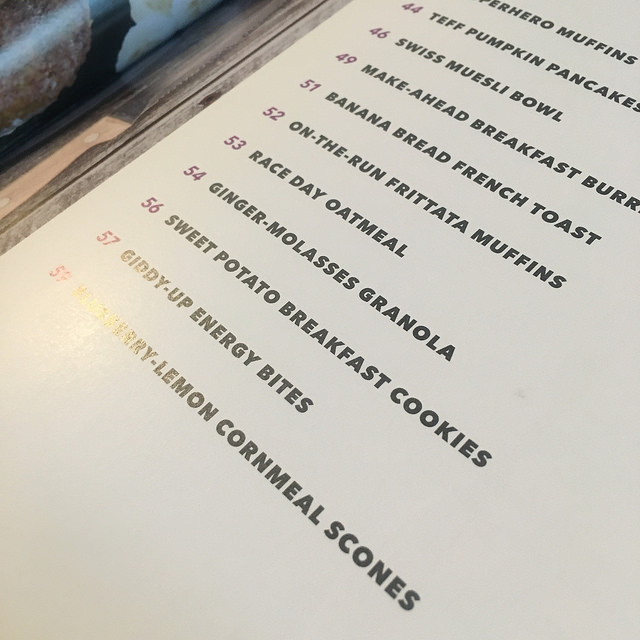 PERHERO MUFFINS
44 TEFF PUMPKIN PANCAKES
46 SWISS MUESLI BOWL
49 MAKE-AHEAD BREAKFAST BURR
51 BANANA BREAD FRENCH TOAST
52 ON-THE-RUN FRITTATA MUFFINS
53 RACE DAY OATMEAL
54 GINGER-MOLASSES GRANOLA
56 SWEET POTATO BREAKFAST COOKIES
57 GIDDY-UP ENERGY BITES
59 LEMON CORNMEAL SCONES